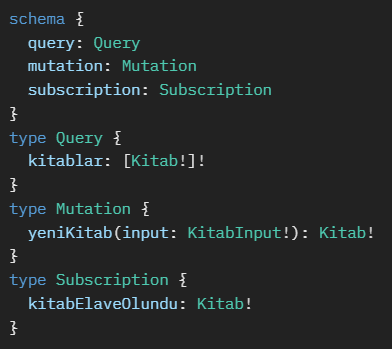 schema {
  query: Query
  mutation: Mutation
  subscription: Subscription
}
type Query {
  kitablar: [Kitab!]!
}
type Mutation {
  yeniKitab(input: KitabInput!): Kitab!
}
type Subscription {
  kitabElaveOlundu: Kitab!
}